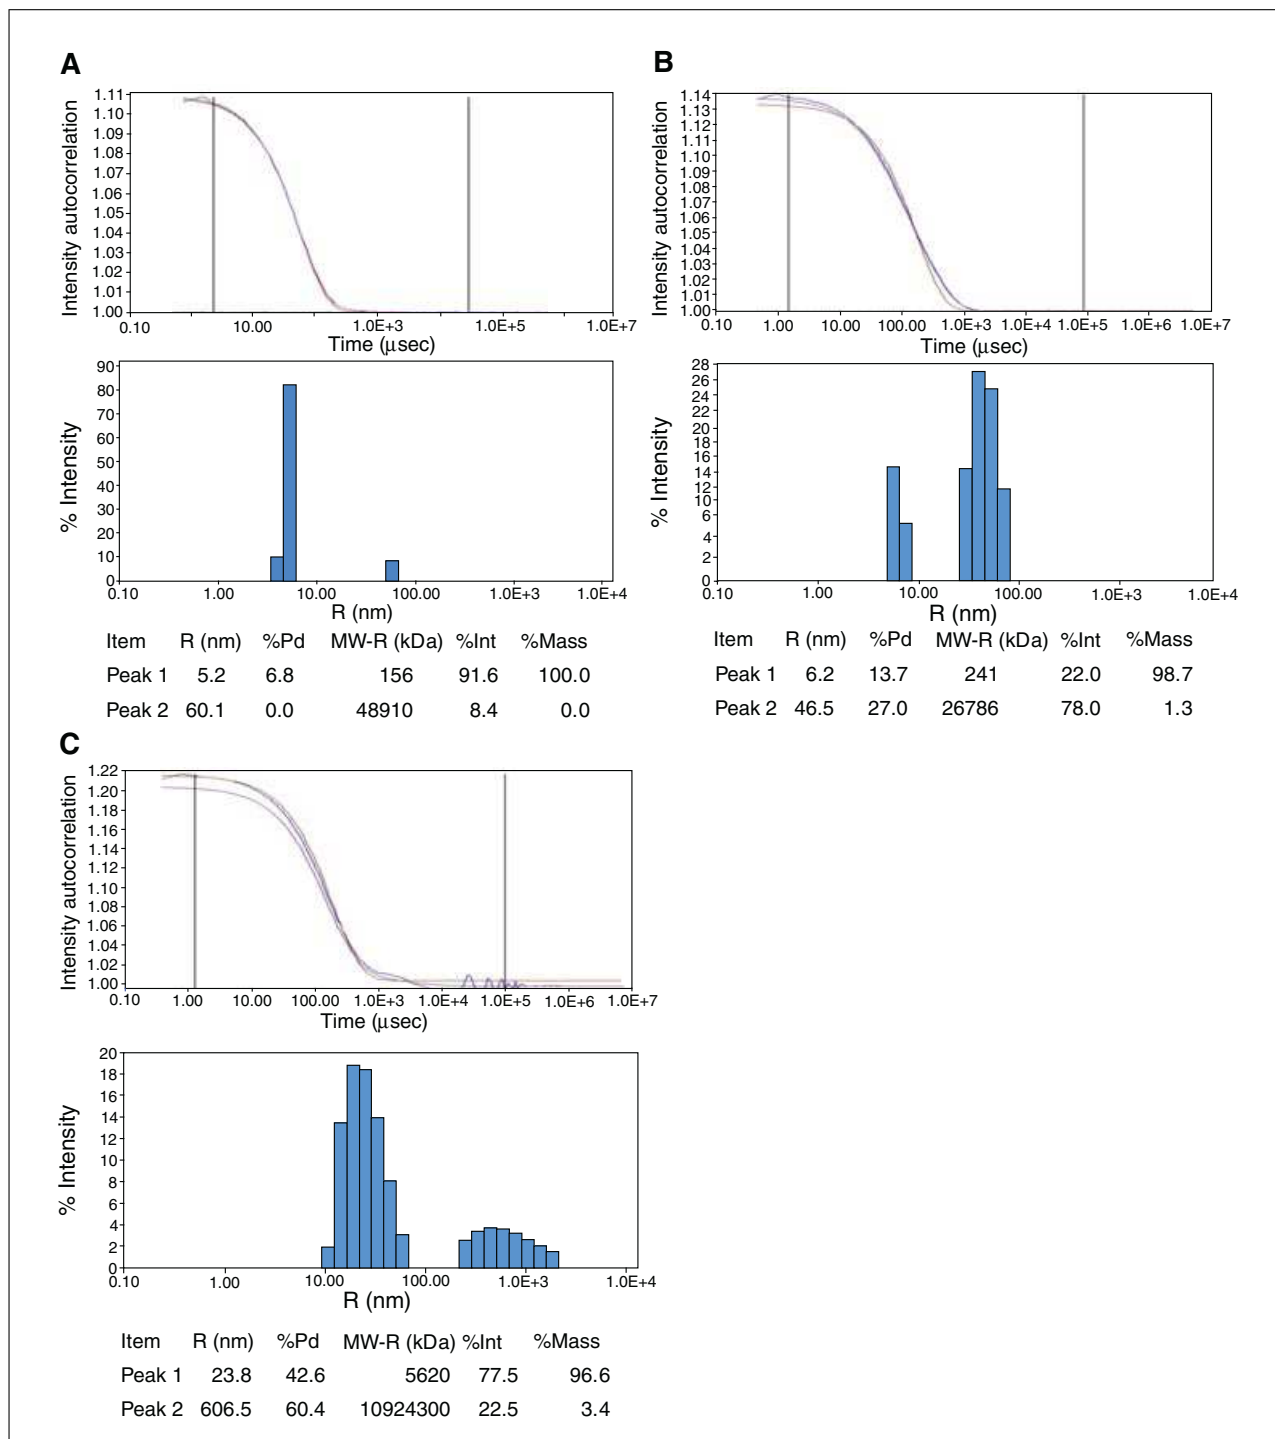 A
Intensity autocorrelation
1.11
1.10
1.09
1.08
1.07
1.06
1.05
1.04
1.03
1.02
1.01
1.00
0.10 10.00 1.0E+3 1.0E+5 1.0E+7
Time (μsec)
% Intensity
90
80
70
60
50
40
30
20
10
0
0.10 1.00 10.00 100.00 1.0E+3 1.0E+4
R (nm)
Item R (nm) %Pd MW-R (kDa) %Int %Mass
Peak 1 5.2 6.8 156 91.6 100.0
Peak 2 60.1 0.0 48910 8.4 0.0
B
Intensity autocorrelation
1.14
1.13
1.12
1.11
1.10
1.09
1.08
1.07
1.06
1.05
1.04
1.03
1.02
1.01
1.00
0.10 1.00 10.00 100.00 1.0E+3 1.0E+4 1.0E+5 1.0E+6 1.0E+7
Time (μsec)
% Intensity
28
26
24
22
20
18
16
14
12
10
6
4
2
0
0.10 1.00 10.00 100.00 1.0E+3 1.0E+4
R (nm)
Item R (nm) %Pd MW-R (kDa) %Int %Mass
Peak 1 6.2 13.7 241 22.0 98.7
Peak 2 46.5 27.0 26786 78.0 1.3
C
Intensity autocorrelation
1.22
1.20
1.18
1.16
1.14
1.12
1.10
1.08
1.06
1.04
1.02
1.00
0.10 1.00 10.00 100.00 1.0E+3 1.0E+4 1.0E+5 1.0E+6 1.0E+7
Time (μsec)
% Intensity
20
18
16
14
12
10
8
6
4
2
0
0.10 1.00 10.00 100.00 1.0E+3 1.0E+4
R (nm)
Item R (nm) %Pd MW-R (kDa) %Int %Mass
Peak 1 23.8 42.6 5620 77.5 96.6
Peak 2 606.5 60.4 10924300 22.5 3.4